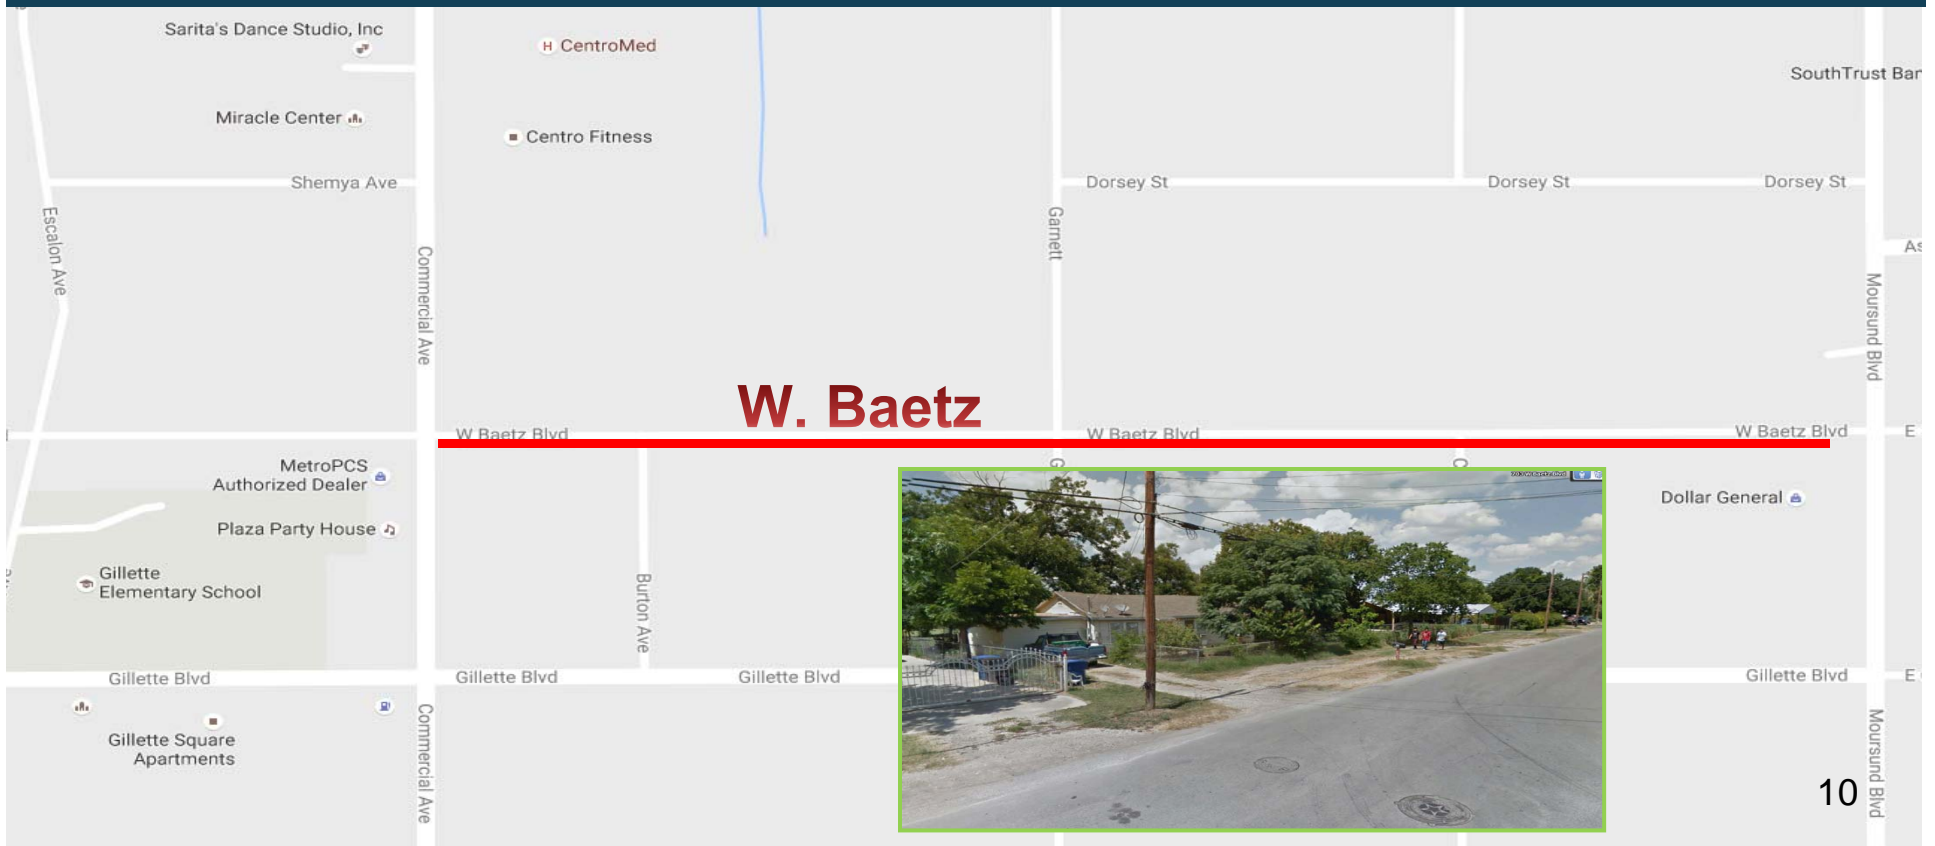 Sarita's Dance Studio, Inc
CentroMed
SouthTrust Ban
Miracle Center
Centro Fitness
Shemya Ave
Dorsey St
Dorsey St
Dorsey St
Escalon Ave
Garnett
Commercial Ave
As
Moursund Blvd
W. Baetz
W Baetz Blvd
W Baetz Blvd
W Baetz Blvd
E
MetroPCS
Authorized Dealer
G
C
Dollar General
Plaza Party House
Gillette
Elementary School
Burton Ave
Gillette Blvd
Gillette Blvd
Gillette Blvd
Gillette Blvd
E
Gillette Square
Apartments
Commercial Ave
Moursund Blvd
10